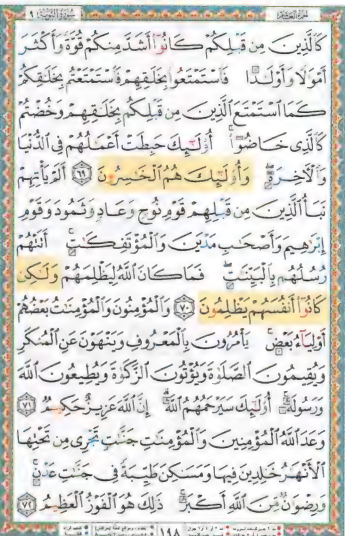 الجزء العاشر
سورة التوبة ٩
كَٱلَّذِينَ مِن قَبۡلِكُمۡ كَانُوٓاْ أَشَدَّ مِنكُمۡ قُوَّةٗ وَأَكۡثَرَ
أَمۡوَٰلٗا وَأَوۡلَٰدٗا فَٱسۡتَمۡتَعُواْ بِخَلَٰقِهِمۡ فَٱسۡتَمۡتَعۡتُم بِخَلَٰقِكُمۡ
كَمَا ٱسۡتَمۡتَعَ ٱلَّذِينَ مِن قَبۡلِكُم بِخَلَٰقِهِمۡ وَخُضۡتُمۡ
كَٱلَّذِي خَاضُوٓاْۚ أُوْلَٰٓئِكَ حَبِطَتۡ أَعۡمَٰلُهُمۡ فِي ٱلدُّنۡيَا
وَٱلۡأٓخِرَةِۖ وَأُوْلَٰٓئِكَ هُمُ ٱلۡخَٰسِرُونَ ٦٩ أَلَمۡ يَأۡتِهِمۡ
نَبَأُ ٱلَّذِينَ مِن قَبۡلِهِمۡ قَوۡمِ نُوحٖ وَعَادٖ وَثَمُودَ وَقَوۡمِ
إِبۡرَٰهِيمَ وَأَصۡحَٰبِ مَدۡيَنَ وَٱلۡمُؤۡتَفِكَٰتِۚ أَتَتۡهُمۡ
رُسُلُهُم بِٱلۡبَيِّنَٰتِۖ فَمَا كَانَ ٱللَّهُ لِيَظۡلِمَهُمۡ وَلَٰكِن
كَانُوٓاْ أَنفُسَهُمۡ يَظۡلِمُونَ ٧٠ وَٱلۡمُؤۡمِنُونَ وَٱلۡمُؤۡمِنَٰتُ بَعۡضُهُمۡ
أَوۡلِيَآءُ بَعۡضٖۚ يَأۡمُرُونَ بِٱلۡمَعۡرُوفِ وَيَنۡهَوۡنَ عَنِ ٱلۡمُنكَرِ
وَيُقِيمُونَ ٱلصَّلَوٰةَ وَيُؤۡتُونَ ٱلزَّكَوٰةَ وَيُطِيعُونَ ٱللَّهَ
وَرَسُولَهُۥٓۚ أُوْلَٰٓئِكَ سَيَرۡحَمُهُمُ ٱللَّهُۗ إِنَّ ٱللَّهَ عَزِيزٌ حَكِيمٞ ٧١
وَعَدَ ٱللَّهُ ٱلۡمُؤۡمِنِينَ وَٱلۡمُؤۡمِنَٰتِ جَنَّٰتٖ تَجۡرِي مِن تَحۡتِهَا
ٱلۡأَنۡهَٰرُ خَٰلِدِينَ فِيهَا وَمَسَٰكِنَ طَيِّبَةٗ فِي جَنَّٰتِ عَدۡنٖۚ
وَرِضۡوَٰنٞ مِّنَ ٱللَّهِ أَكۡبَرُۚ ذَٰلِكَ هُوَ ٱلۡفَوۡزُ ٱلۡعَظِيمُ ٧٢
١٩٨